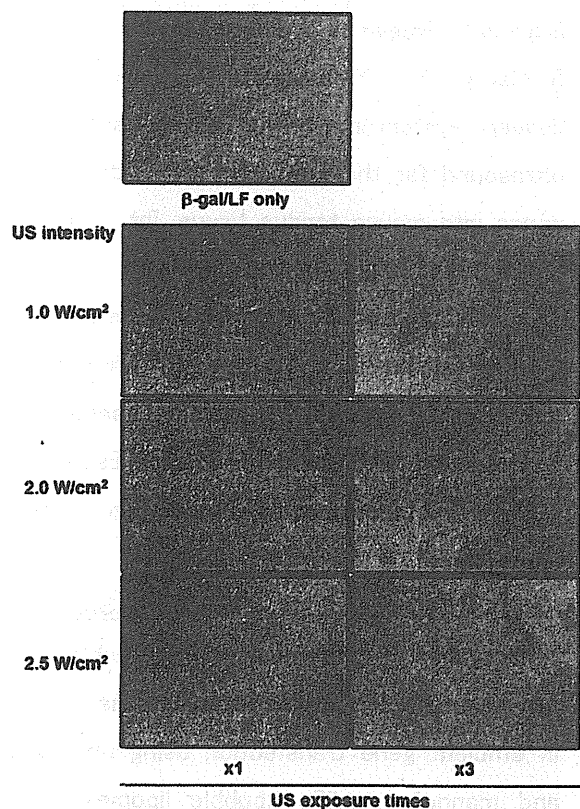 β-gal/LF only
US intensity
1.0 W/cm²
2.0 W/cm²
2.5 W/cm²
x1 x3
US exposure times